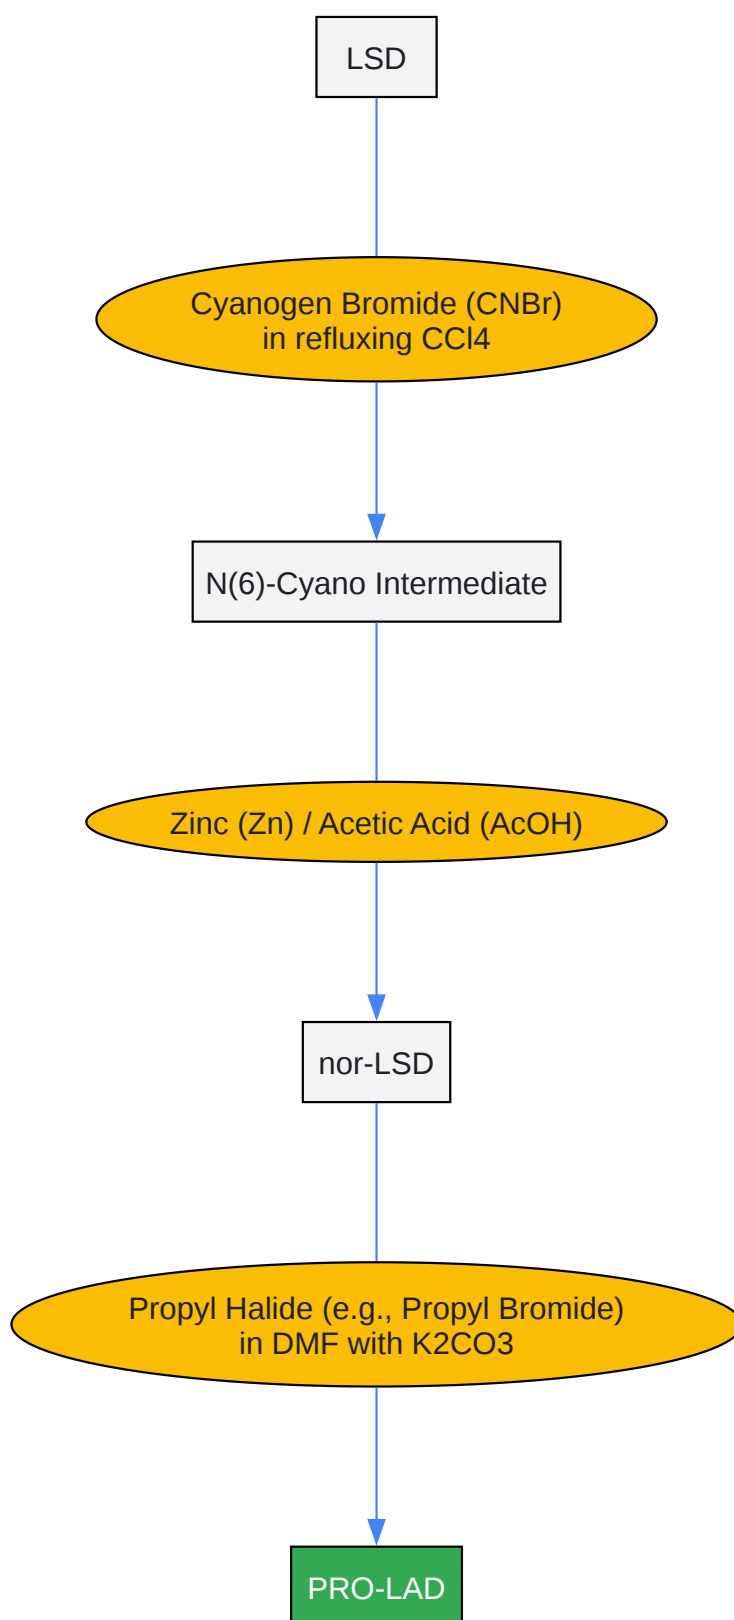 LSD
Cyanogen Bromide (CNBr)
in refluxing CCl4
N(6)-Cyano Intermediate
Zinc (Zn) / Acetic Acid (AcOH)
nor-LSD
Propyl Halide (e.g., Propyl Bromide)
in DMF with K2CO3
PRO-LAD